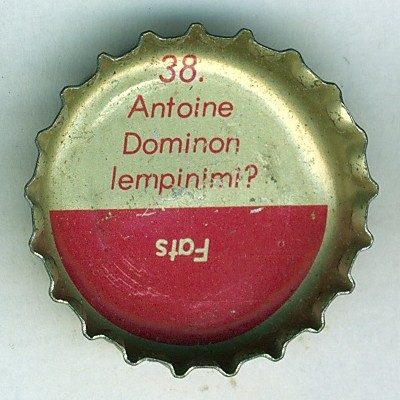 38.
Antoine
Dominon
lempinimi?
Fats